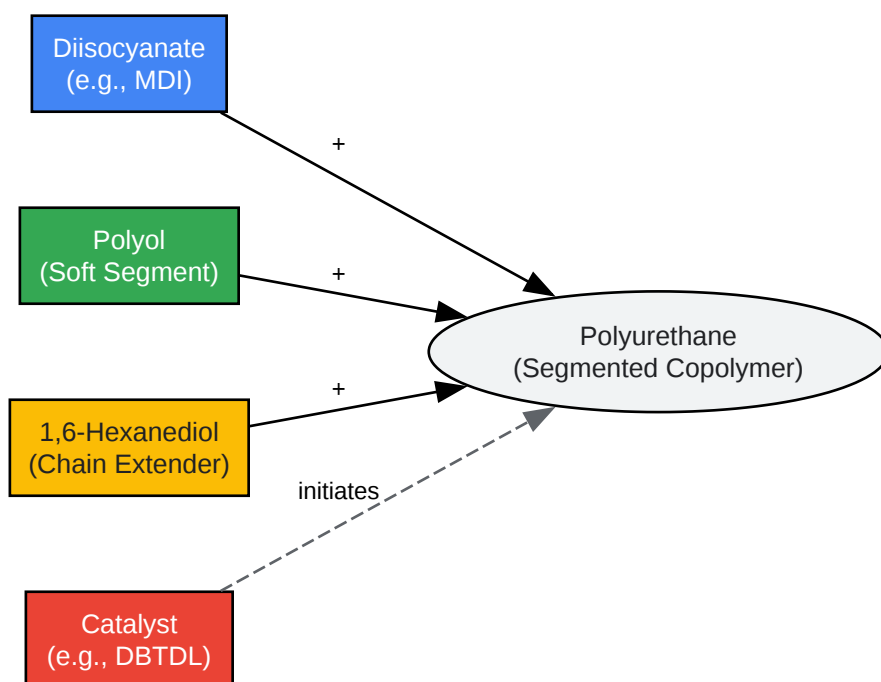 Diisocyanate
(e.g., MDI)
+
Polyol
(Soft Segment)
+
Polyurethane
(Segmented Copolymer)
+
1,6-Hexanediol
(Chain Extender)
initiates
Catalyst
(e.g., DBTDL)